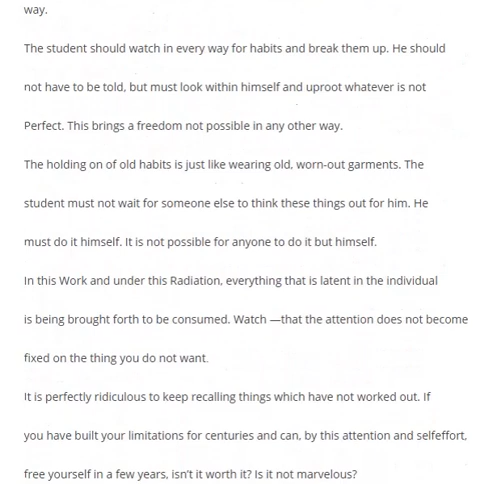 way.
The student should watch in every way for habits and break them up. He should
not have to be told, but must look within himself and uproot whatever is not
Perfect. This brings a freedom not possible in any other way.
The holding on of old habits is just like wearing old, worn-out garments. The
student must not wait for someone else to think these things out for him. He
must do it himself. It is not possible for anyone to do it but himself.
In this Work and under this Radiation, everything that is latent in the individual
is being brought forth to be consumed. Watch —that the attention does not become
fixed on the thing you do not want.
It is perfectly ridiculous to keep recalling things which have not worked out. If
you have built your limitations for centuries and can, by this attention and selfeffort,
free yourself in a few years, isn't it worth it? Is it not marvelous?